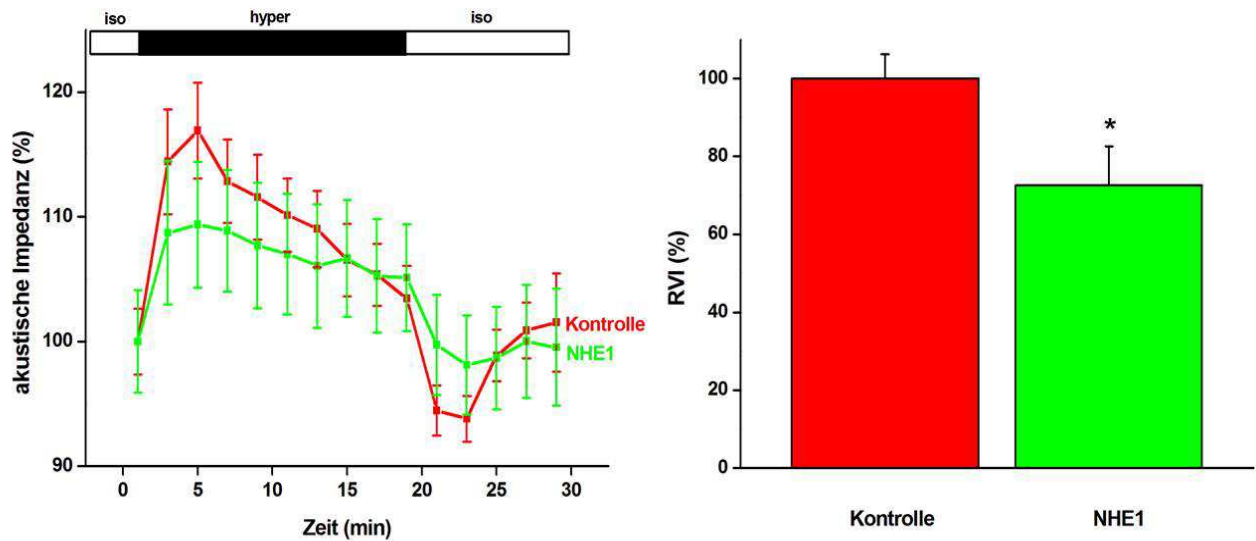 iso hyper iso
akustische Impedanz (%)
120
110
100
90
0 5 10 15 20 25 30
Zeit (min)
Kontrolle
NHE1
RVI (%)
100
80
60
40
20
0
*
Kontrolle NHE1